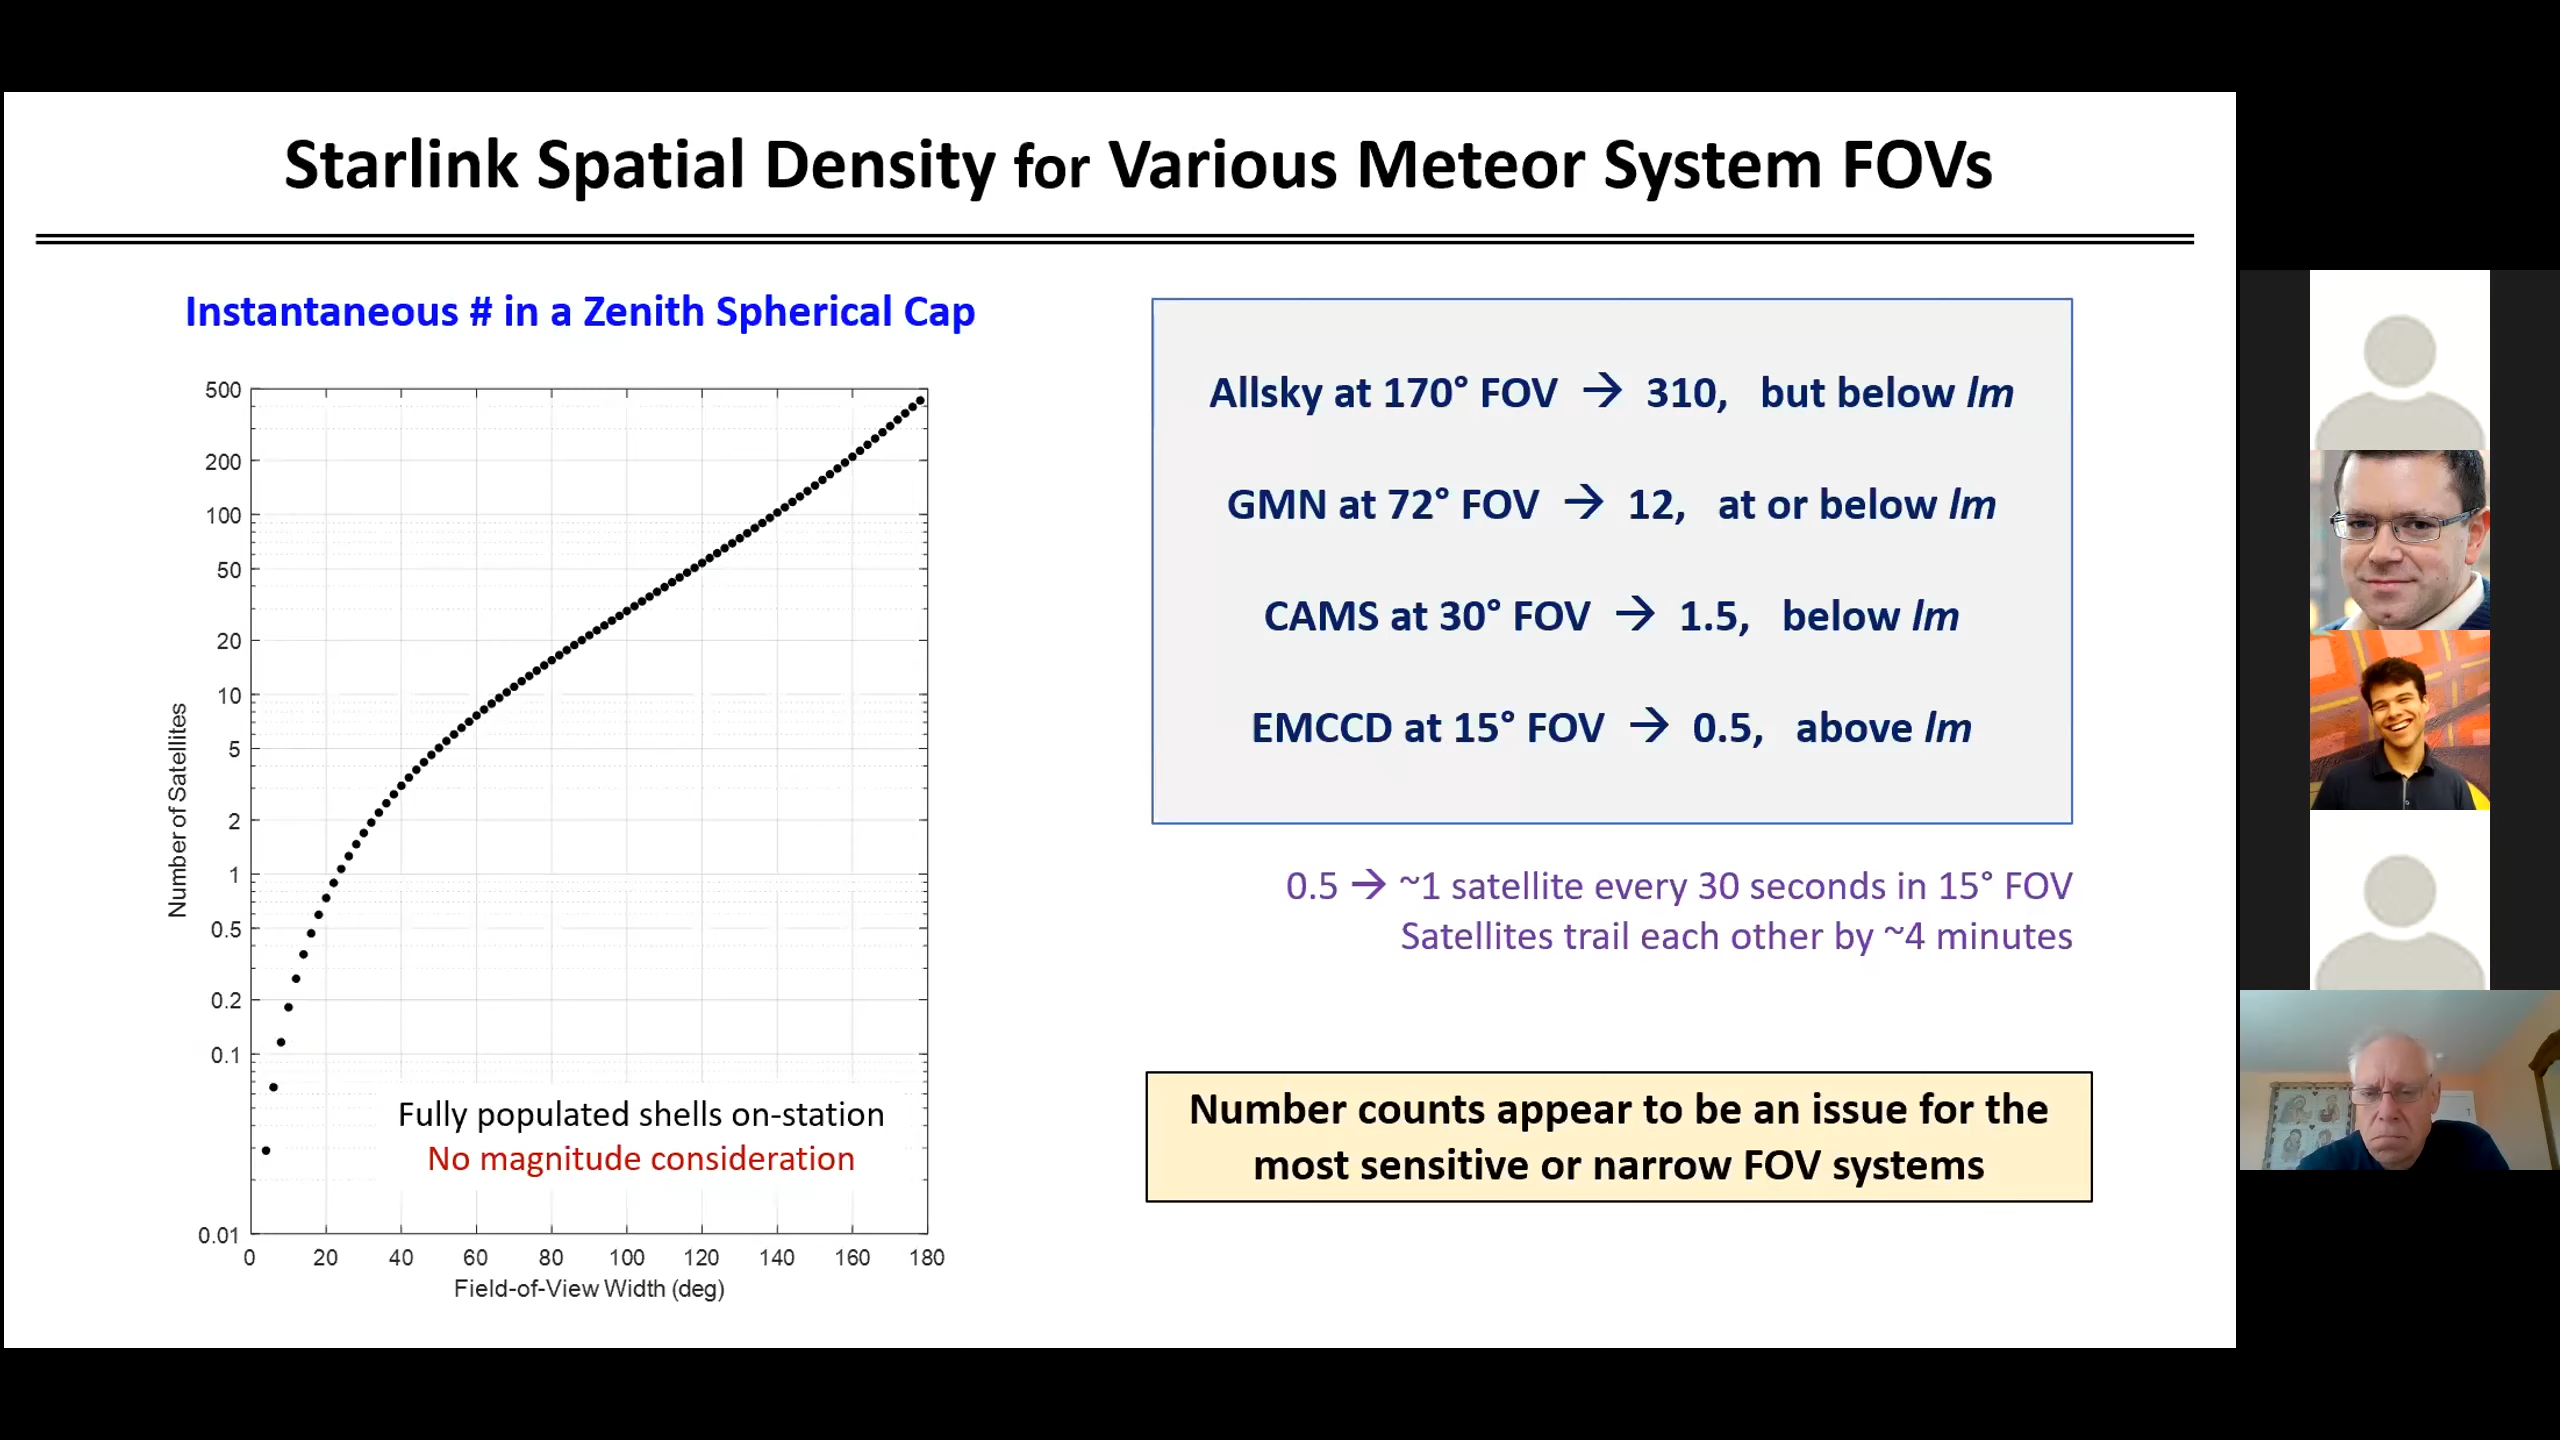 Starlink Spatial Density for Various Meteor System FOVs
Instantaneous # in a Zenith Spherical Cap
500
200
100
50
20
10
5
2
1
0.5
0.2
0.1
0.01
Number of Satellites
0 20 40 60 80 100 120 140 160 180
Field-of-View Width (deg)
Fully populated shells on-station
No magnitude consideration
Allsky at 170° FOV → 310, but below lm
GMN at 72° FOV → 12, at or below lm
CAMS at 30° FOV → 1.5, below lm
EMCCD at 15° FOV → 0.5, above lm
0.5 → ~1 satellite every 30 seconds in 15° FOV
Satellites trail each other by ~4 minutes
Number counts appear to be an issue for the
most sensitive or narrow FOV systems